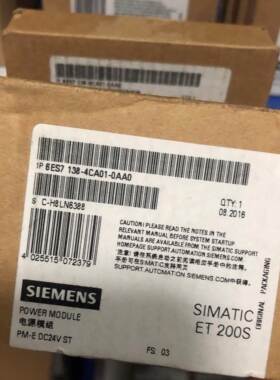 1P 6ES7 138-4CA01-0AA0
S C-H8LN6388
QTY: 1
08.2016
PLEASE READ THE NOTES IN THE
RELEVANT MANUAL BEFORE SYSTEM STARTUP
MANUALS ARE AVAILABLE FROM THE SIMATIC SUPPORT
HOMEPAGE SUPPORT.AUTOMATION.SIEMENS.COM
SUPPORT.AUTOMATION.SIEMENS.COM
4 025515 072379
ORIGINAL PACKAGING
SIEMENS
POWER MODULE
电源模组
PM-E DC24V ST
SIMATIC
ET 200S
FS: 03